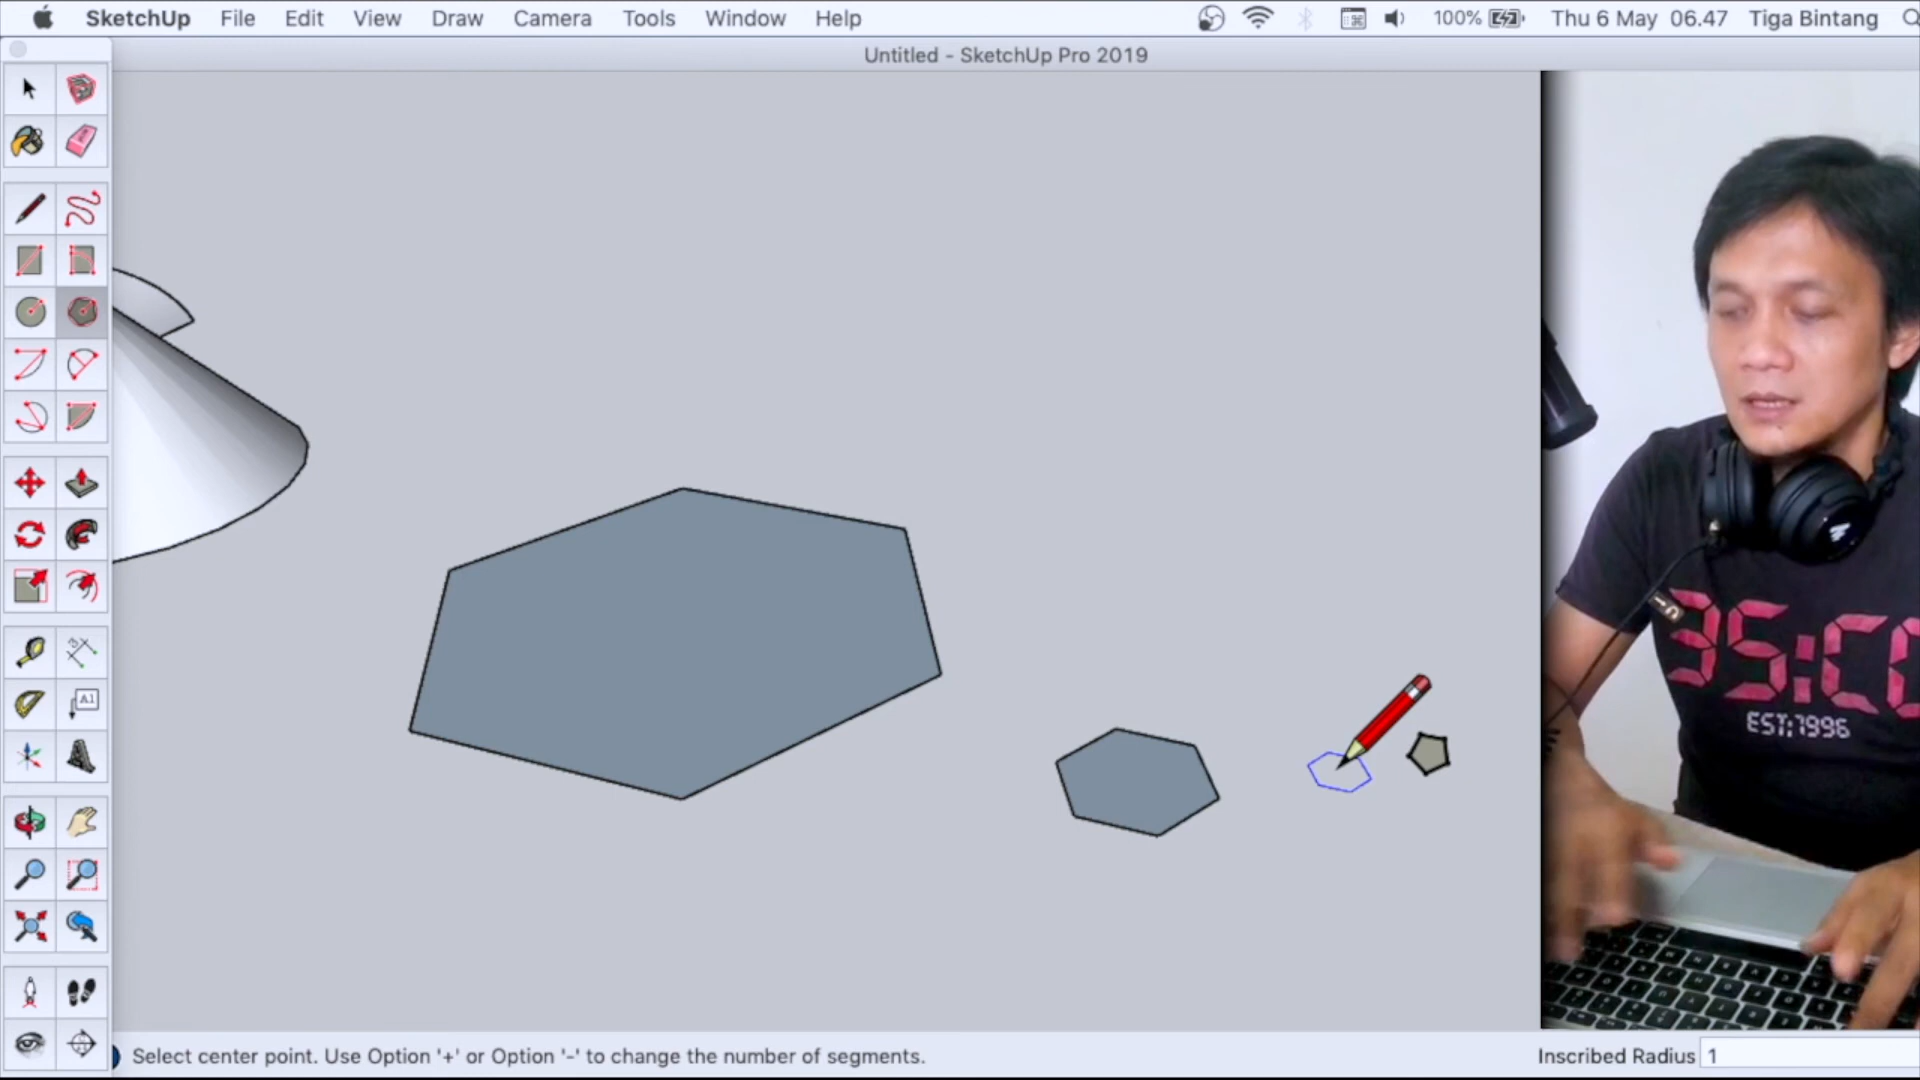 SketchUp File Edit View Draw Camera Tools Window Help 100% Thu 6 May 06.47 Tiga Bintang
Untitled - SketchUp Pro 2019
A1
3
35:CO
EST:1996
Select center point. Use Option '+' or Option '-' to change the number of segments.
Inscribed Radius 1